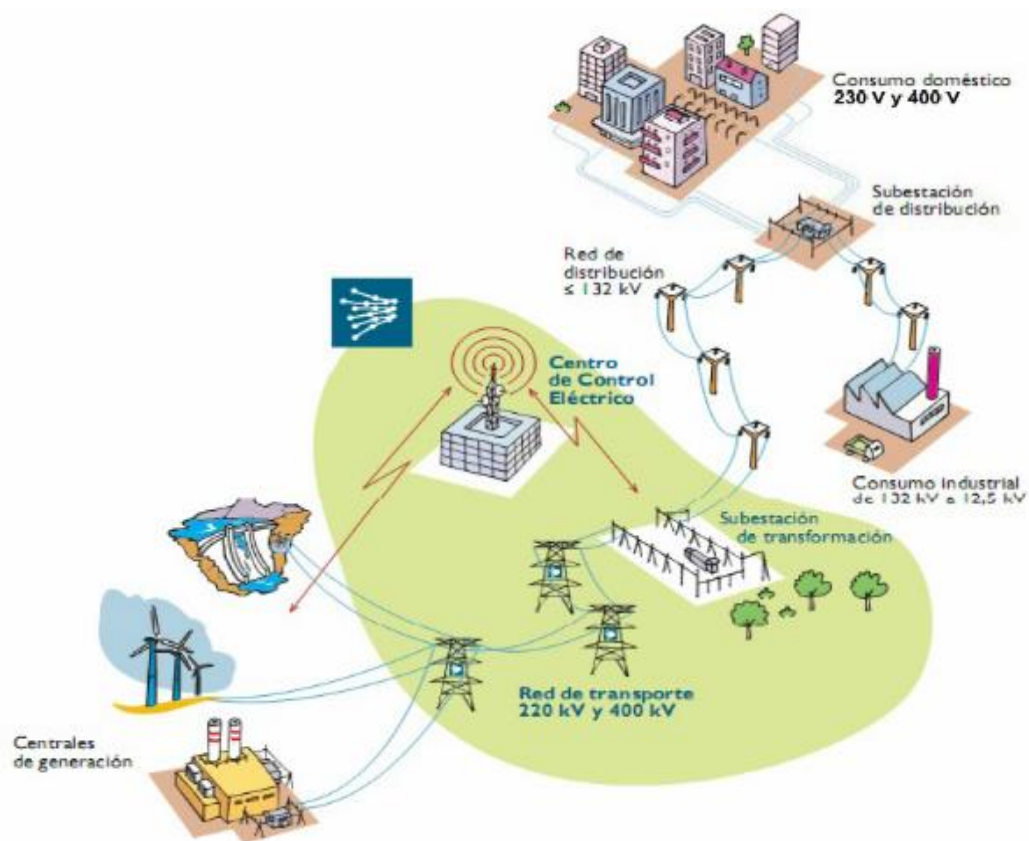 Consumo doméstico
230 V y 400 V
Subestación
de distribución
Red de
distribución
≤ 132 kV
Centro
de Control
Eléctrico
Consumo industrial
de 132 kV a 12,5 kV
Subestación
de transformación
Red de transporte
220 kV y 400 kV
Centrales
de generación